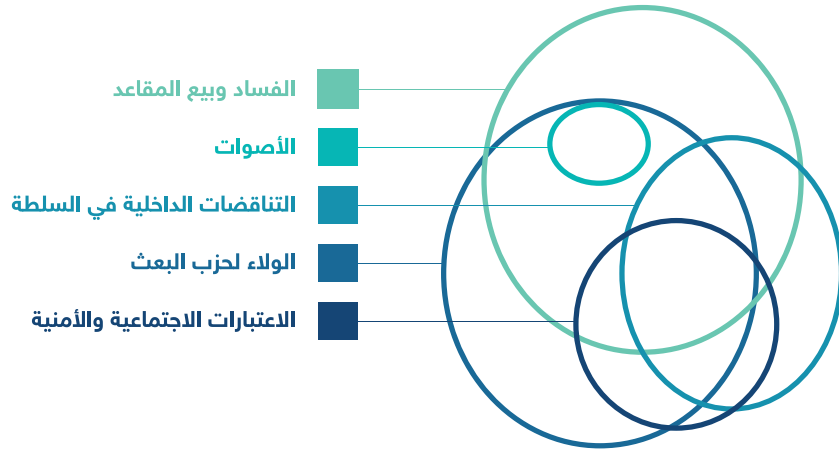 الفساد وبيع المقاعد
الأصوات
التناقضات الداخلية في السلطة
الولاء لحزب البعث
الاعتبارات الاجتماعية والأمنية